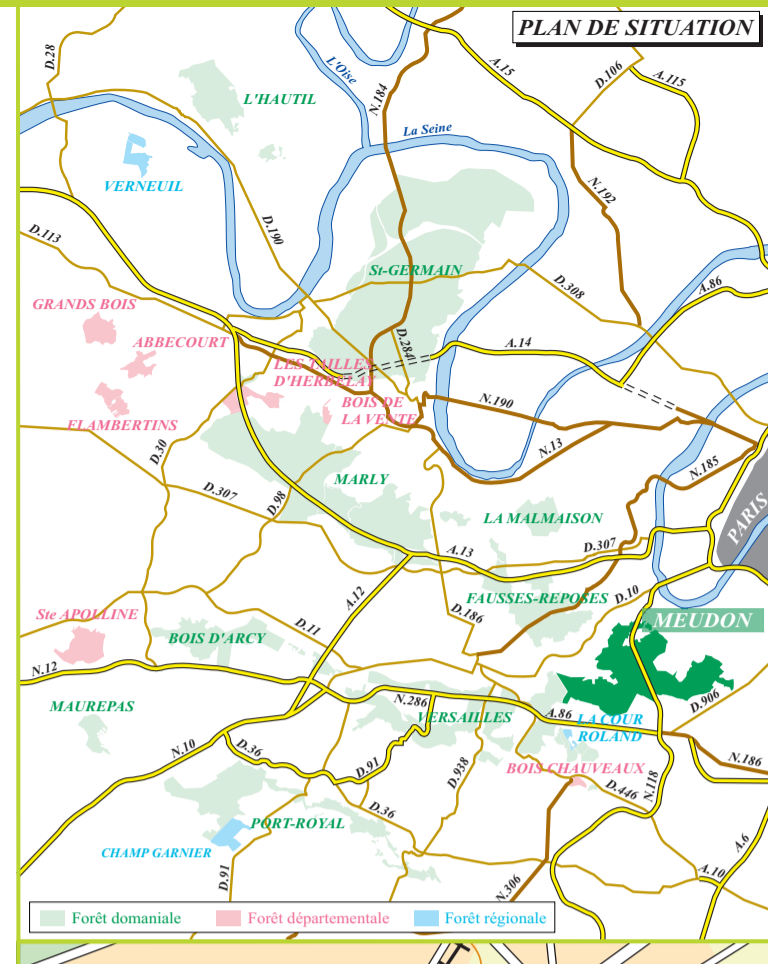 PLAN DE SITUATION
D.28
L'Oise
N.184
A.15
D.106
A.115
L'HAUTIL
La Seine
VERNEUIL
N.192
D.190
D.113
St-GERMAIN
D.308
A.86
GRANDS BOIS
ABBECOURT
D.284
A.14
LES TAILLES
D'HERBELAY
BOIS DE
LA VENTE
FLAMBERTINS
N.190
N.13
D.30
N.185
MARLY
D.307
D.98
LA MALMAISON
PARIS
A.13
D.307
A.12
FAUSSES-REPOSES
D.10
D.186
Ste APOLLINE
BOIS D'ARCY
D.11
MEUDON
N.12
MAUREPAS
N.286
VERSAILLES
A.86
LA COUR
ROLAND
D.906
N.10
D.36
D.91
D.938
BOIS CHAUVEAUX
N.186
N.118
D.446
D.36
PORT-ROYAL
CHAMP GARNIER
D.91
N.306
A.10
A.6
Forêt domaniale
Forêt départementale
Forêt régionale